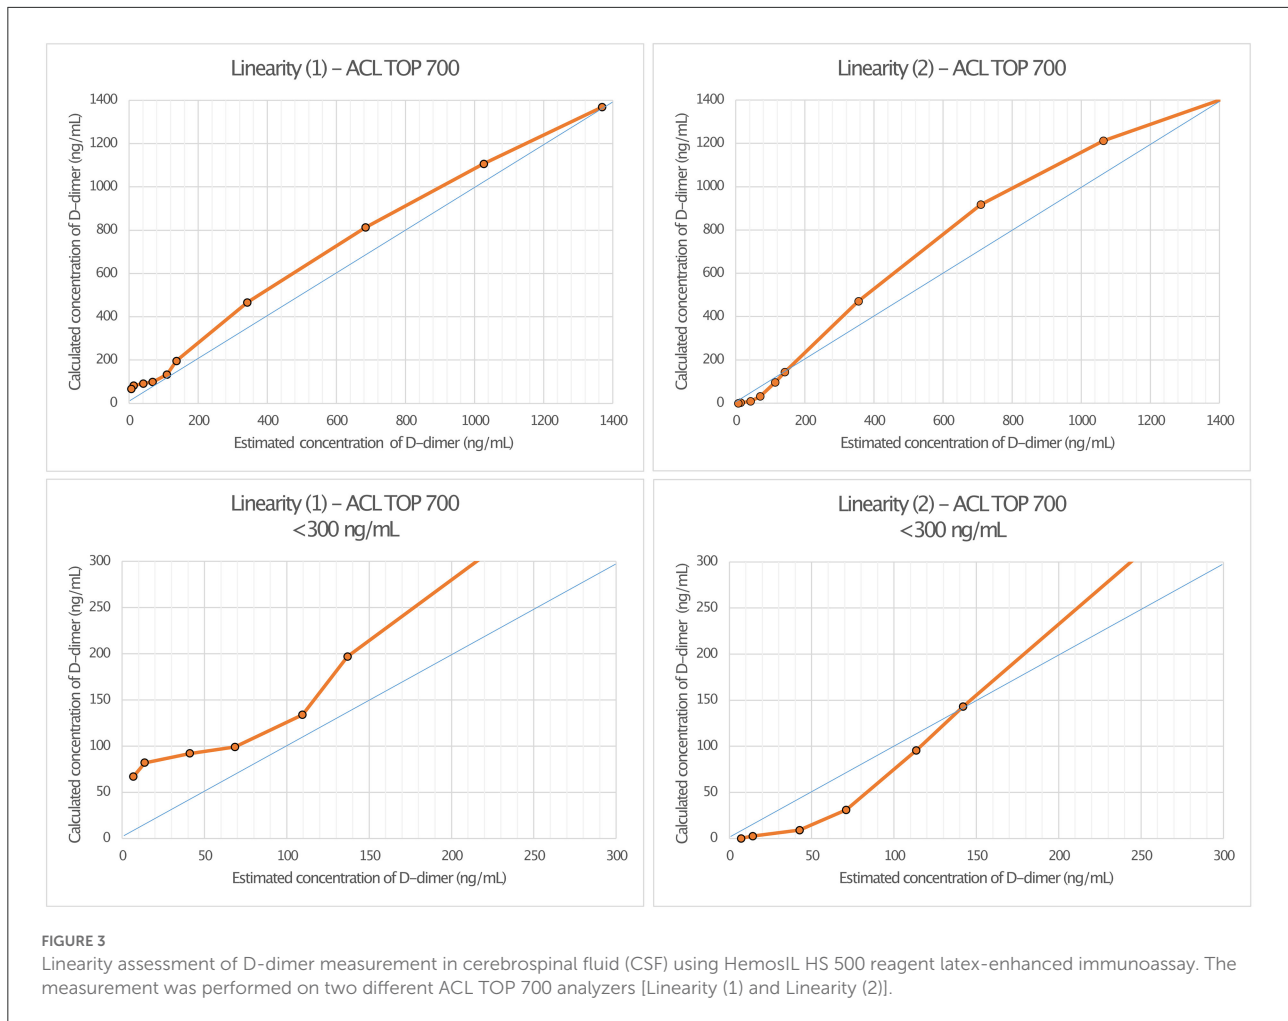 Linearity (1) – ACL TOP 700
Calculated concentration of D–dimer (ng/mL)
1400
1200
1000
800
600
400
200
0
0 200 400 600 800 1000 1200 1400
Estimated concentration of D–dimer (ng/mL)
Linearity (2) – ACL TOP 700
Calculated concentration of D–dimer (ng/mL)
1400
1200
1000
800
600
400
200
0
0 200 400 600 800 1000 1200 1400
Estimated concentration of D–dimer (ng/mL)
Linearity (1) – ACL TOP 700
<300 ng/mL
Calculated concentration of D–dimer (ng/mL)
300
250
200
150
100
50
0
0 50 100 150 200 250 300
Estimated concentration of D–dimer (ng/mL)
Linearity (2) – ACL TOP 700
<300 ng/mL
Calculated concentration of D–dimer (ng/mL)
300
250
200
150
100
50
0
0 50 100 150 200 250 300
Estimated concentration of D–dimer (ng/mL)
FIGURE 3
Linearity assessment of D-dimer measurement in cerebrospinal fluid (CSF) using HemosIL HS 500 reagent latex-enhanced immunoassay. The
measurement was performed on two different ACL TOP 700 analyzers [Linearity (1) and Linearity (2)].